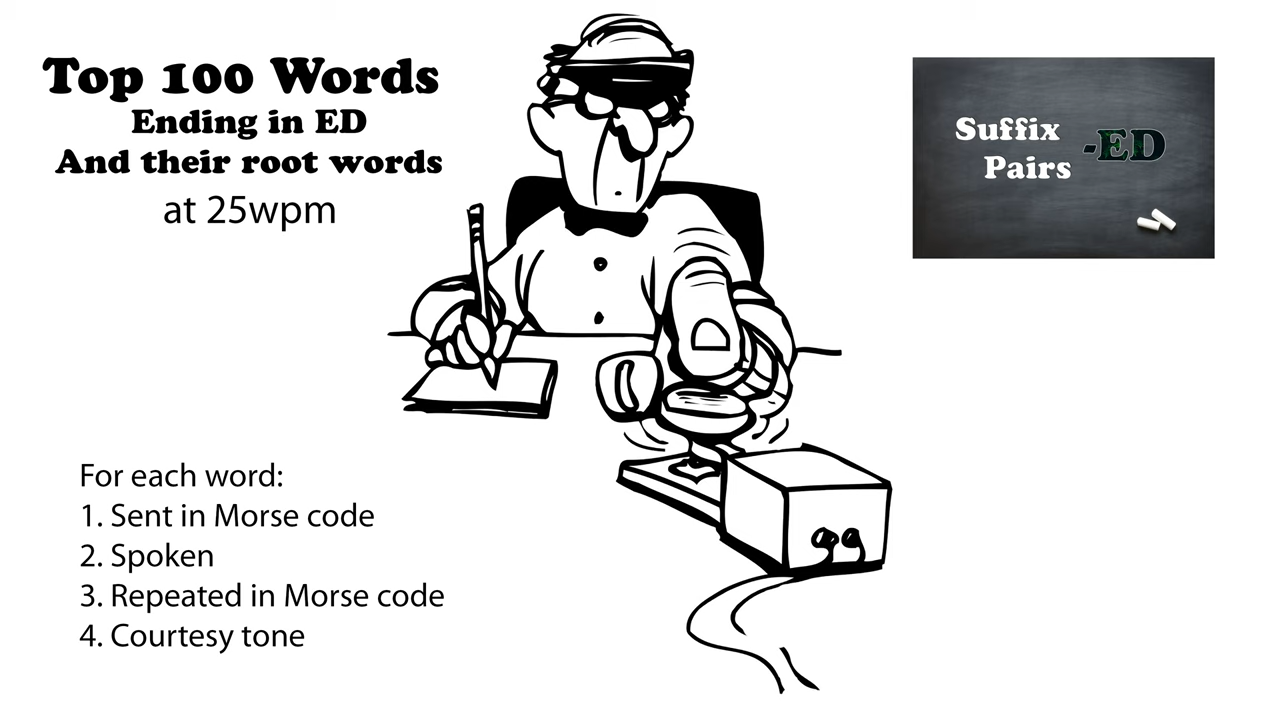 Top 100 Words
Ending in ED
And their root words
at 25wpm
Suffix
Pairs -ED
For each word:
1. Sent in Morse code
2. Spoken
3. Repeated in Morse code
4. Courtesy tone